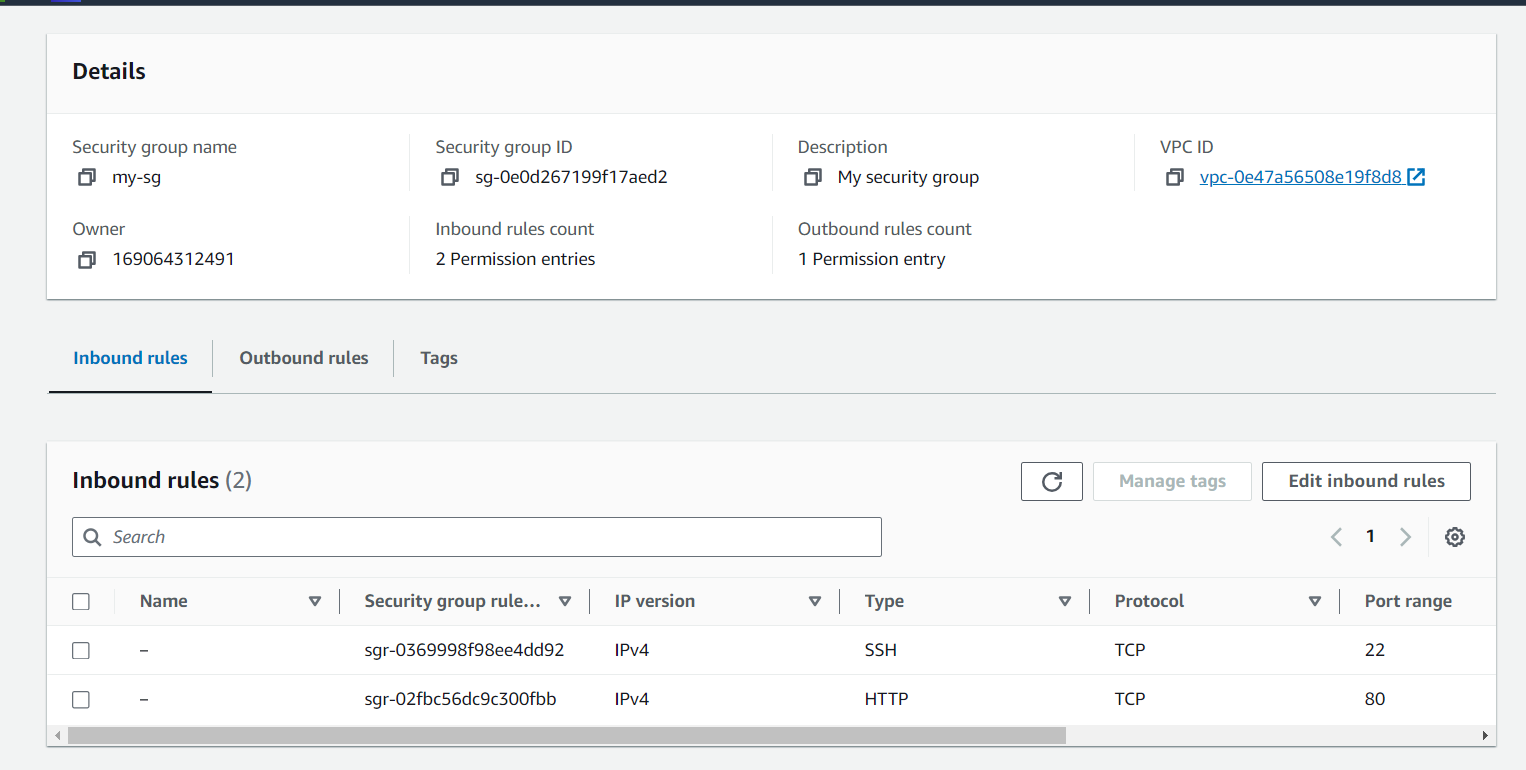 Details
Security group name Security group ID Description VPC ID
my-sg sg-0e0d267199f17aed2 My security group vpc-0e47a56508e19f8d8
Owner Inbound rules count Outbound rules count
169064312491 2 Permission entries 1 Permission entry
Inbound rules Outbound rules Tags
Inbound rules (2) Manage tags Edit inbound rules
Search 1
Name Security group rule... IP version Type Protocol Port range
– sgr-0369998f98ee4dd92 IPv4 SSH TCP 22
– sgr-02fbc56dc9c300fbb IPv4 HTTP TCP 80